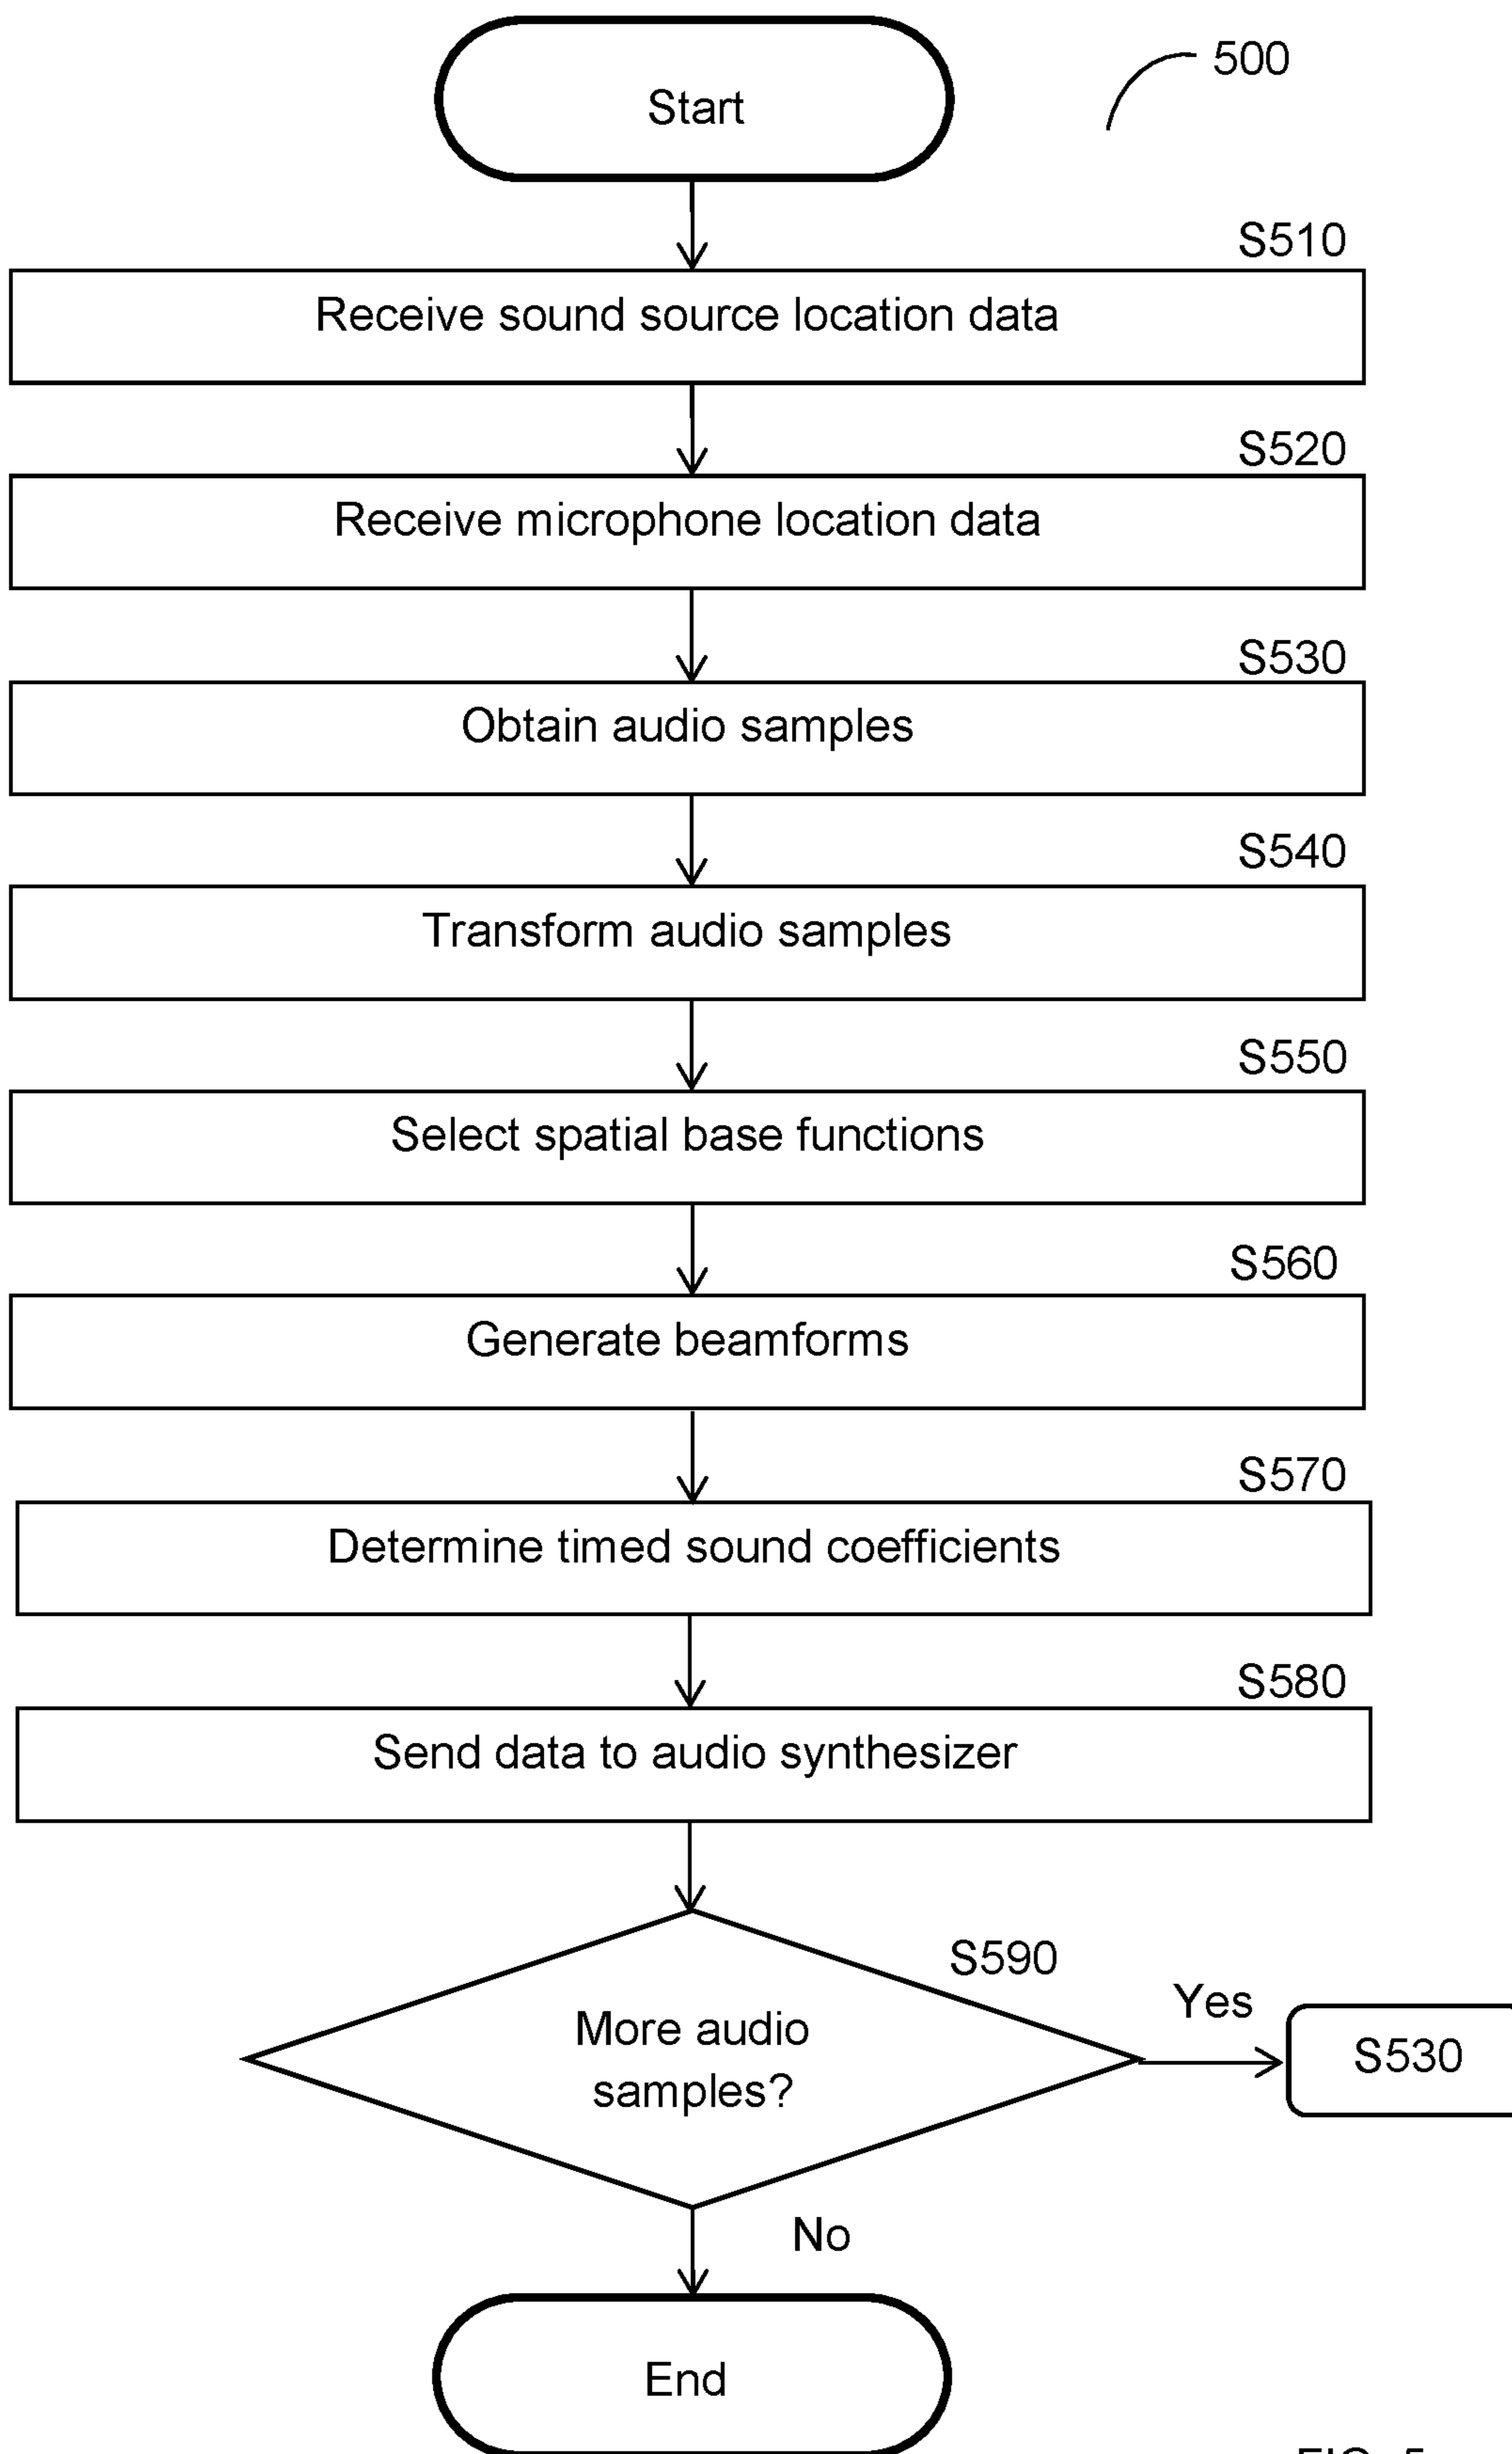 Start
500
S510
Receive sound source location data
S520
Receive microphone location data
S530
Obtain audio samples
S540
Transform audio samples
S550
Select spatial base functions
S560
Generate beamforms
S570
Determine timed sound coefficients
S580
Send data to audio synthesizer
S590
More audio
samples?
Yes
S530
No
End